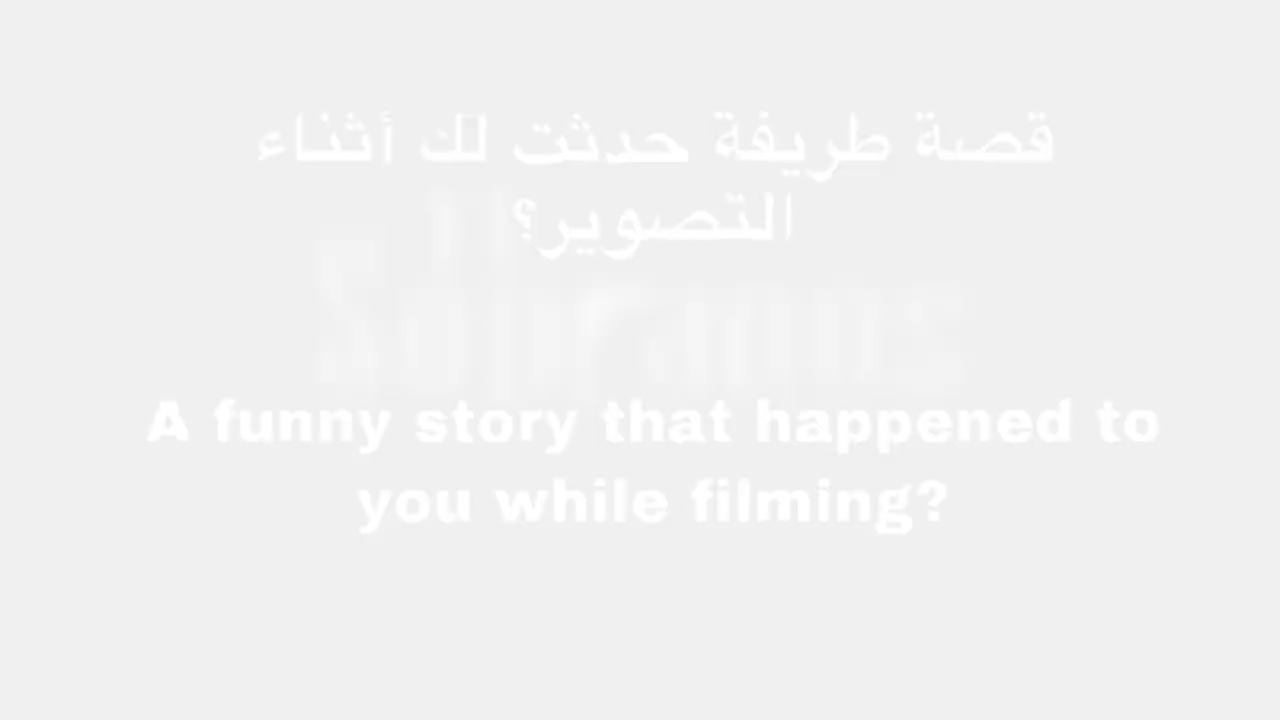 قصة طريفة حدثت لك أثناء
التصوير؟
A funny story that happened to
you while filming?